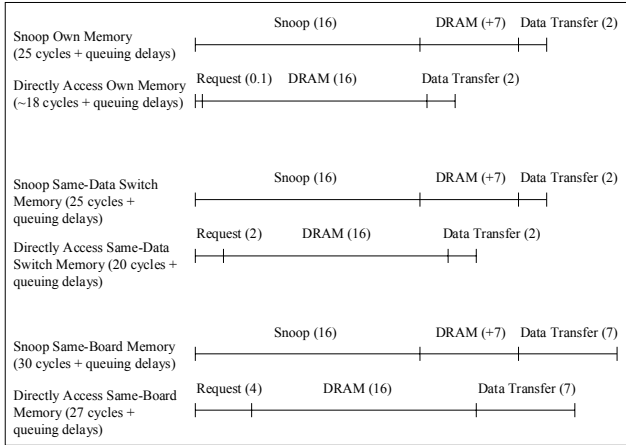 Snoop (16) DRAM (+7) Data Transfer (2)
Snoop Own Memory
(25 cycles + queuing delays)
Request (0.1) DRAM (16) Data Transfer (2)
Directly Access Own Memory
(~18 cycles + queuing delays)
Snoop (16) DRAM (+7) Data Transfer (2)
Snoop Same-Data Switch
Memory (25 cycles +
queuing delays)
Request (2) DRAM (16) Data Transfer (2)
Directly Access Same-Data
Switch Memory (20 cycles +
queuing delays)
Snoop (16) DRAM (+7) Data Transfer (7)
Snoop Same-Board Memory
(30 cycles + queuing delays)
Request (4) DRAM (16) Data Transfer (7)
Directly Access Same-Board
Memory (27 cycles +
queuing delays)